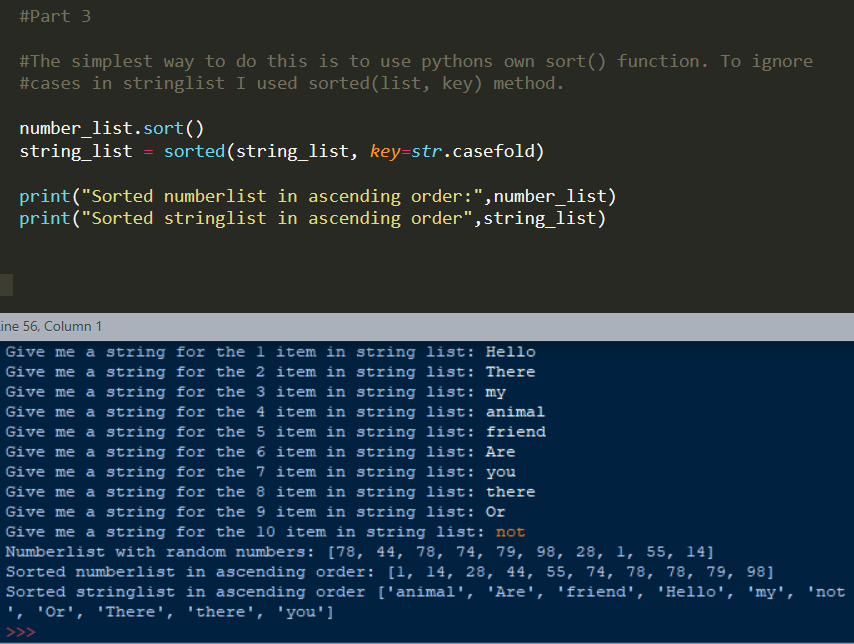 #Part 3
#The simplest way to do this is to use pythons own sort() function. To ignore
#cases in stringlist I used sorted(list, key) method.
number_list.sort()
string_list = sorted(string_list, key=str.casefold)
print("Sorted numberlist in ascending order:",number_list)
print("Sorted stringlist in ascending order",string_list)
ine 56, Column 1
Give me a string for the 1 item in string list: Hello
Give me a string for the 2 item in string list: There
Give me a string for the 3 item in string list: my
Give me a string for the 4 item in string list: animal
Give me a string for the 5 item in string list: friend
Give me a string for the 6 item in string list: Are
Give me a string for the 7 item in string list: you
Give me a string for the 8 item in string list: there
Give me a string for the 9 item in string list: Or
Give me a string for the 10 item in string list: not
Numberlist with random numbers: [78, 44, 78, 74, 79, 98, 28, 1, 55, 14]
Sorted numberlist in ascending order: [1, 14, 28, 44, 55, 74, 78, 78, 79, 98]
Sorted stringlist in ascending order ['animal', 'Are', 'friend', 'Hello', 'my', 'not
', 'Or', 'There', 'there', 'you']
>>>